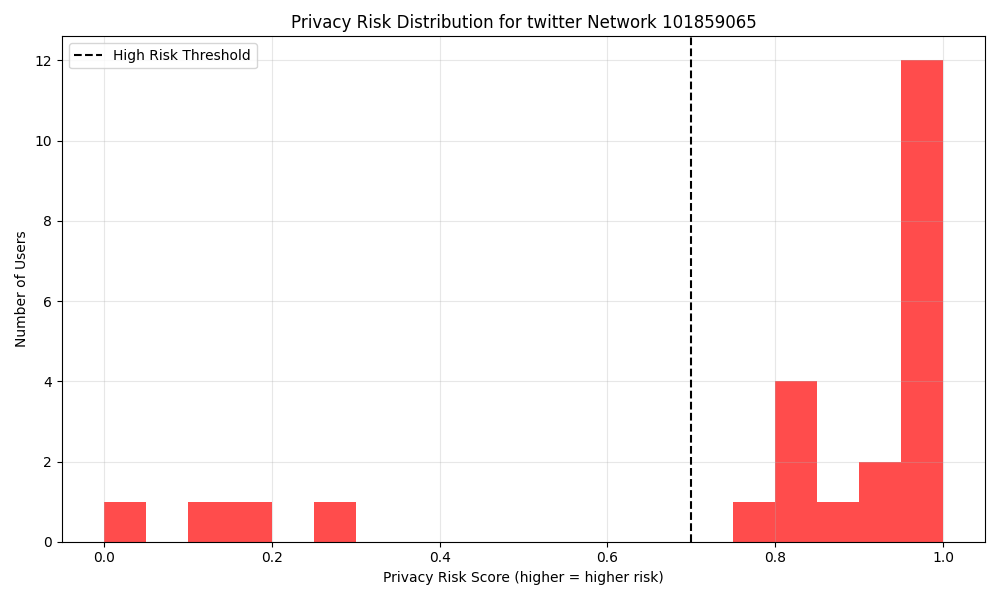 Privacy Risk Distribution for twitter Network 101859065
High Risk Threshold
12
10
8
6
4
2
0
Number of Users
0.0 0.2 0.4 0.6 0.8 1.0
Privacy Risk Score (higher = higher risk)